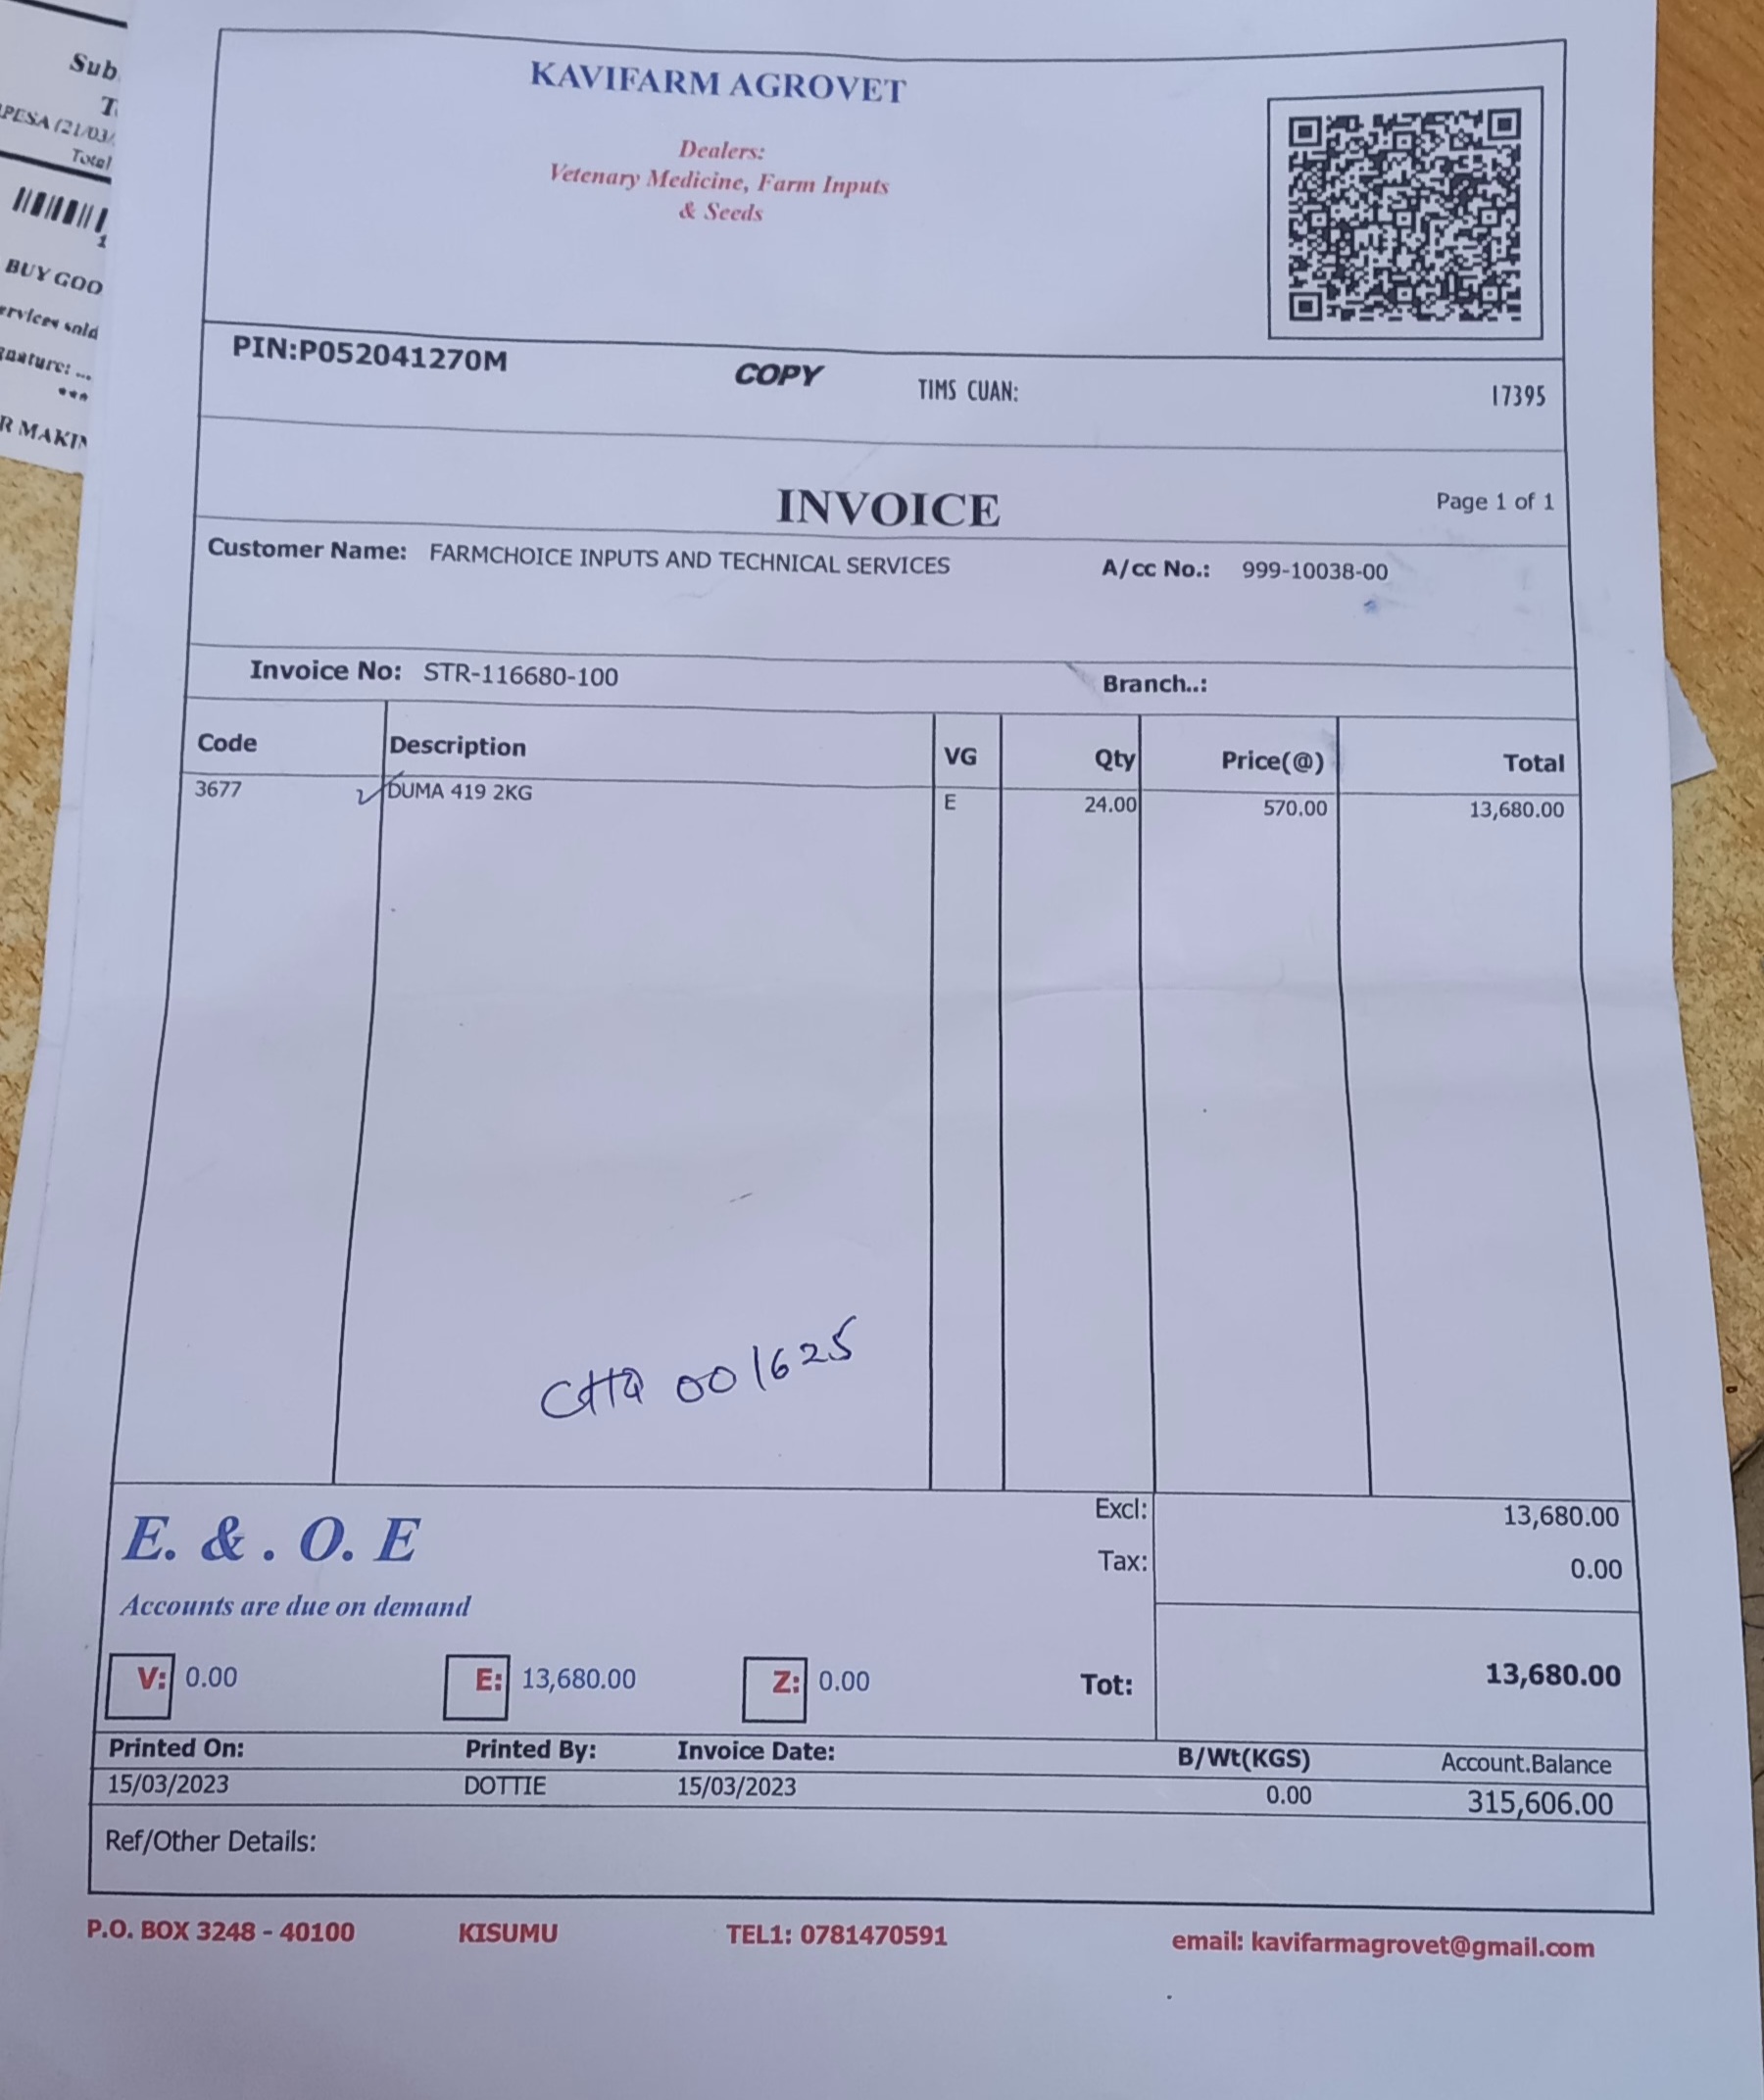 Sub
T
PESA (21/03/
Total
1
BUY GOO
ervices sold
gnature: ...
***
R MAKIN
KAVIFARM AGROVET
Dealers:
Vetenary Medicine, Farm Inputs
& Seeds
PIN:P052041270M
COPY
TIMS CUAN:
17395
INVOICE
Page 1 of 1
Customer Name: FARMCHOICE INPUTS AND TECHNICAL SERVICES
A/cc No.: 999-10038-00
Invoice No: STR-116680-100
Branch..:
Code Description VG Qty Price(@) Total
3677 DUMA 419 2KG E 24.00 570.00 13,680.00
CHQ 001625
Excl: 13,680.00
E. & . O. E
Tax: 0.00
Accounts are due on demand
V: 0.00 E: 13,680.00 Z: 0.00 Tot: 13,680.00
Printed On: Printed By: Invoice Date: B/Wt(KGS) Account.Balance
15/03/2023 DOTTIE 15/03/2023 0.00 315,606.00
Ref/Other Details:
P.O. BOX 3248 - 40100 KISUMU TEL1: 0781470591 email: kavifarmagrovet@gmail.com